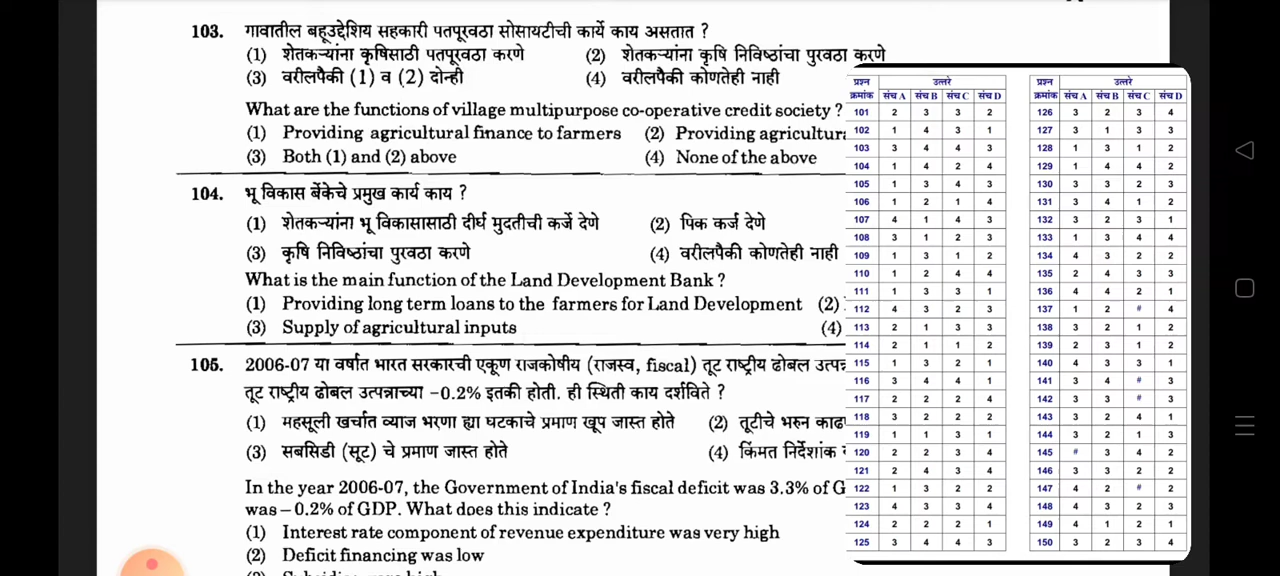 103. गावातील बहूउद्देशिय सहकारी पतपूरवठा सोसायटीची कार्ये काय असतात ?
(1) शेतकऱ्यांना कृषिसाठी पतपूरवठा करणे (2) शेतकऱ्यांना कृषि निविष्ठांचा पुरवठा करणे
(3) वरीलपैकी (1) व (2) दोन्ही (4) वरीलपैकी कोणतेही नाही
What are the functions of village multipurpose co-operative credit society ?
(1) Providing agricultural finance to farmers (2) Providing
(3) Both (1) and (2) above (4) None of the above
104. भू विकास बेंकेचे प्रमुख कार्य काय ?
(1) शेतकऱ्यांना भू विकासासाठी दीर्घ मुदतीची कर्जे देणे (2) पिक कर्ज देणे
(3) कृषि निविष्ठांचा पुरवठा करणे (4) वरीलपैकी कोणतेही नाही
What is the main function of the Land Development Bank ?
(1) Providing long term loans to the farmers for Land Development (2)
(3) Supply of agricultural inputs (4)
105. 2006-07 या वर्षात भारत सरकारची एकूण राजकोषीय (राजस्व, fiscal) तूट राष्ट्रीय ढोबल
तूट राष्ट्रीय ढोबल उत्पन्नाच्या −0.2% इतकी होती. ही स्थिती काय दर्शविते ?
(1) महसूली खर्चात व्याज भरणा ह्या घटकाचे प्रमाण खूप जास्त होते (2) तूटीचे भरुन
(3) सबसिडी (सूट) चे प्रमाण जास्त होते (4) किंमत निर्देशांक
In the year 2006-07, the Government of India's fiscal deficit was 3.3% of G
was −0.2% of GDP. What does this indicate ?
(1) Interest rate component of revenue expenditure was very high
(2) Deficit financing was low
प्रश्न उत्तरे
क्रमांक संच A संच B संच C संच D
101 2 3 3 2
102 1 4 3 1
103 3 4 4 3
104 1 4 2 4
105 1 3 4 3
106 1 2 1 4
107 4 1 4 3
108 3 1 2 3
109 1 3 1 2
110 1 2 4 4
111 1 3 3 1
112 4 3 2 3
113 2 1 3 3
114 2 1 1 2
115 1 3 2 1
116 3 4 4 1
117 2 2 2 4
118 3 2 2 2
119 1 1 3 1
120 2 2 3 4
121 2 4 3 4
122 1 3 2 2
123 4 3 3 4
124 2 2 2 1
125 3 4 4 3
प्रश्न उत्तरे
क्रमांक संच A संच B संच C संच D
126 3 2 3 4
127 3 1 3 3
128 1 3 1 2
129 1 4 4 2
130 3 3 2 3
131 3 4 1 2
132 3 2 3 1
133 1 3 4 4
134 4 3 2 2
135 2 4 3 3
136 4 4 2 1
137 1 2 # 4
138 3 2 1 2
139 2 3 1 2
140 4 3 3 1
141 3 4 # 3
142 3 3 # 3
143 3 2 4 1
144 3 2 1 3
145 # 3 4 2
146 3 3 2 2
147 4 2 # 2
148 4 3 2 3
149 4 1 2 1
150 3 2 3 4